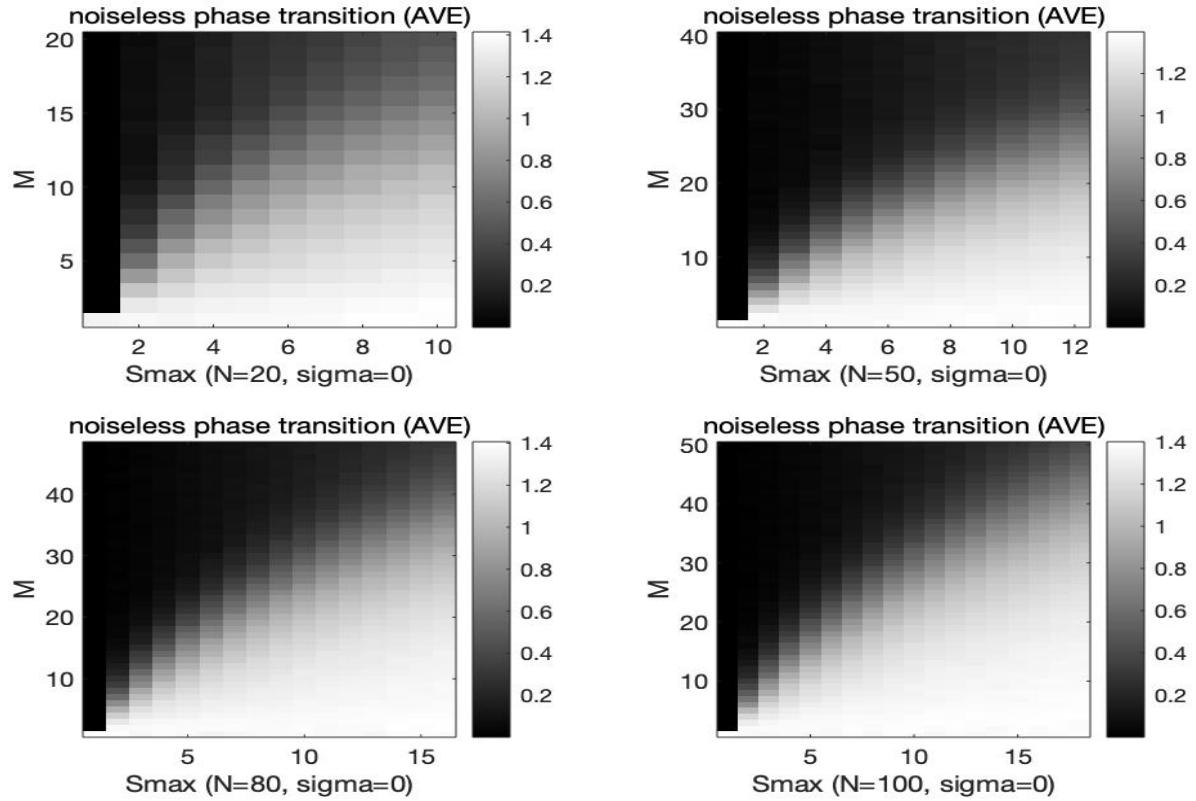 noiseless phase transition (AVE)
20
15
10
5
M
2 4 6 8 10
Smax (N=20, sigma=0)
1.4
1.2
1
0.8
0.6
0.4
0.2
noiseless phase transition (AVE)
40
30
20
10
M
2 4 6 8 10 12
Smax (N=50, sigma=0)
1.2
1
0.8
0.6
0.4
0.2
noiseless phase transition (AVE)
40
30
20
10
M
5 10 15
Smax (N=80, sigma=0)
1.4
1.2
1
0.8
0.6
0.4
0.2
noiseless phase transition (AVE)
50
40
30
20
10
M
5 10 15
Smax (N=100, sigma=0)
1.4
1.2
1
0.8
0.6
0.4
0.2